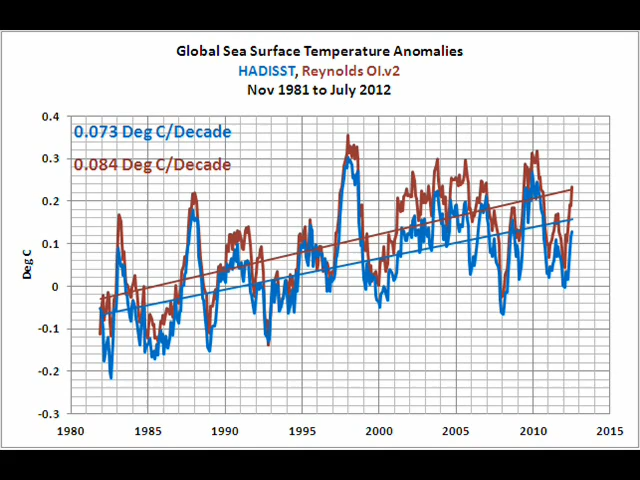 Global Sea Surface Temperature Anomalies
HADISST, Reynolds OI.v2
Nov 1981 to July 2012
0.073 Deg C/Decade
0.084 Deg C/Decade
Deg C
0.4
0.3
0.2
0.1
0
-0.1
-0.2
-0.3
1980 1985 1990 1995 2000 2005 2010 2015